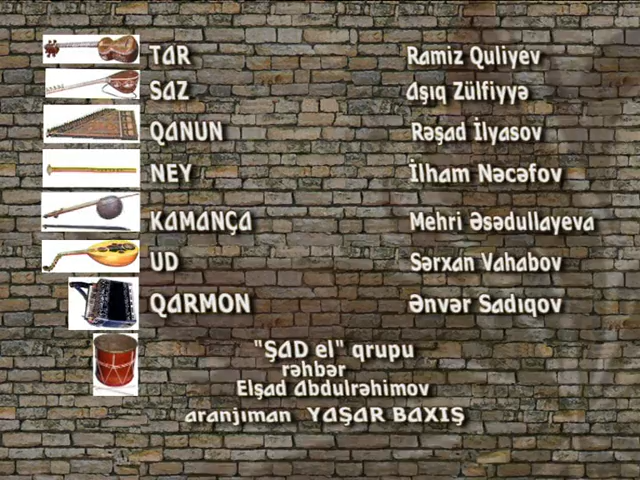 TAR Ramiz Quliyev
SAZ Aşıq Zülfiyyə
QANUN Rəşad İlyasov
NEY İlham Nəcəfov
KAMANÇA Mehri Əsədullayeva
UD Sərxan Vahabov
QARMON Ənvər Sadıqov
"ŞAD el" qrupu
rəhbər
Elşad Abdulrəhimov
aranjıman YAŞAR BAXIŞ